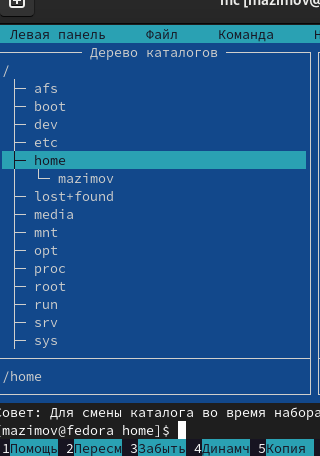 mc [mazimov@
Левая панель Файл Команда Н
Дерево каталогов
/
afs
boot
dev
etc
home
mazimov
lost+found
media
mnt
opt
proc
root
run
srv
sys
/home
Совет: Для смены каталога во время набора
[mazimov@fedora home]$
1Помощь 2Пересм 3Забыть 4Динамч 5Копия